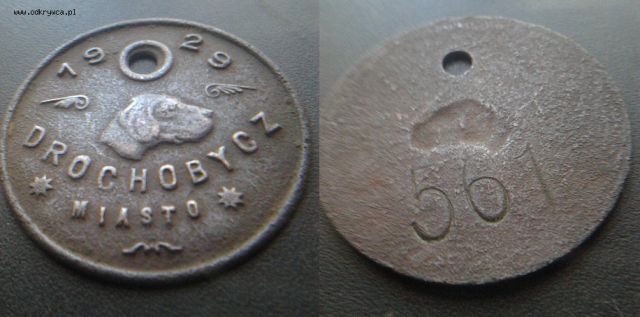 www.odkrywca.pl
1929
DROCHOBYCZ
MIASTO
561